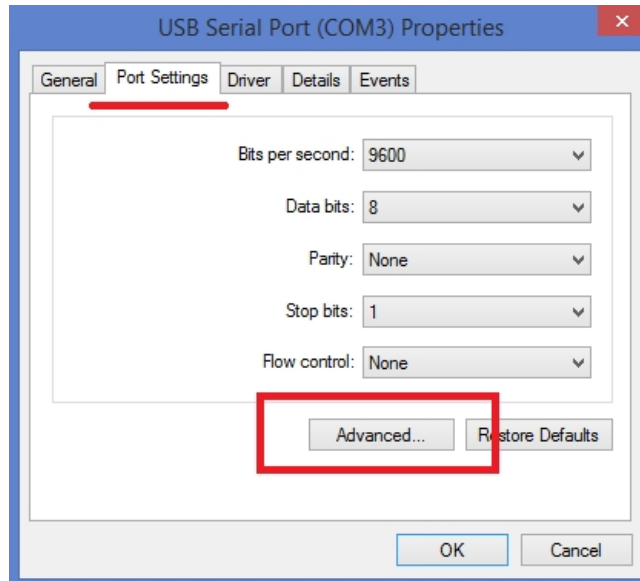 USB Serial Port (COM3) Properties
General Port Settings Driver Details Events
Bits per second: 9600
Data bits: 8
Parity: None
Stop bits: 1
Flow control: None
Advanced... Restore Defaults
OK Cancel